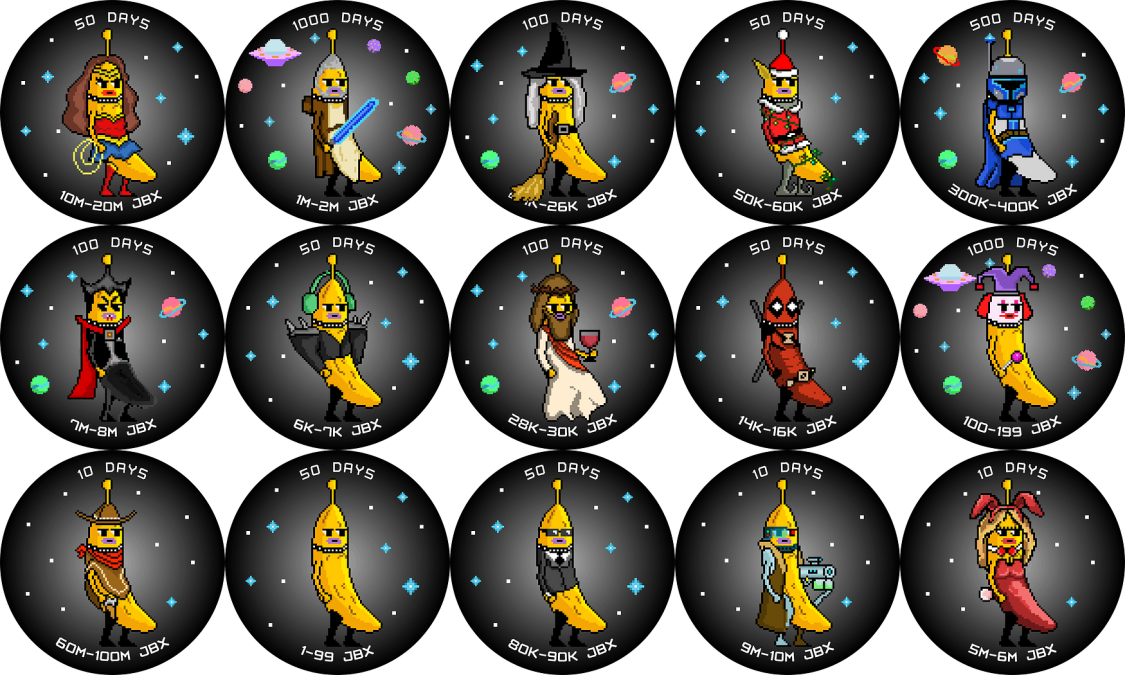 50 DAYS
10M-20M JBX
1000 DAYS
1M-2M JBX
100 DAYS
-26K JBX
50 DAYS
50K-60K JBX
500 DAYS
300K-400K JBX
100 DAYS
7M-8M JBX
50 DAYS
6K-7K JBX
100 DAYS
28K-30K JBX
50 DAYS
14K-16K JBX
1000 DAYS
100-199 JBX
10 DAYS
60M-100M JBX
50 DAYS
1-99 JBX
50 DAYS
80K-90K JBX
10 DAYS
9M-10M JBX
10 DAYS
5M-6M JBX